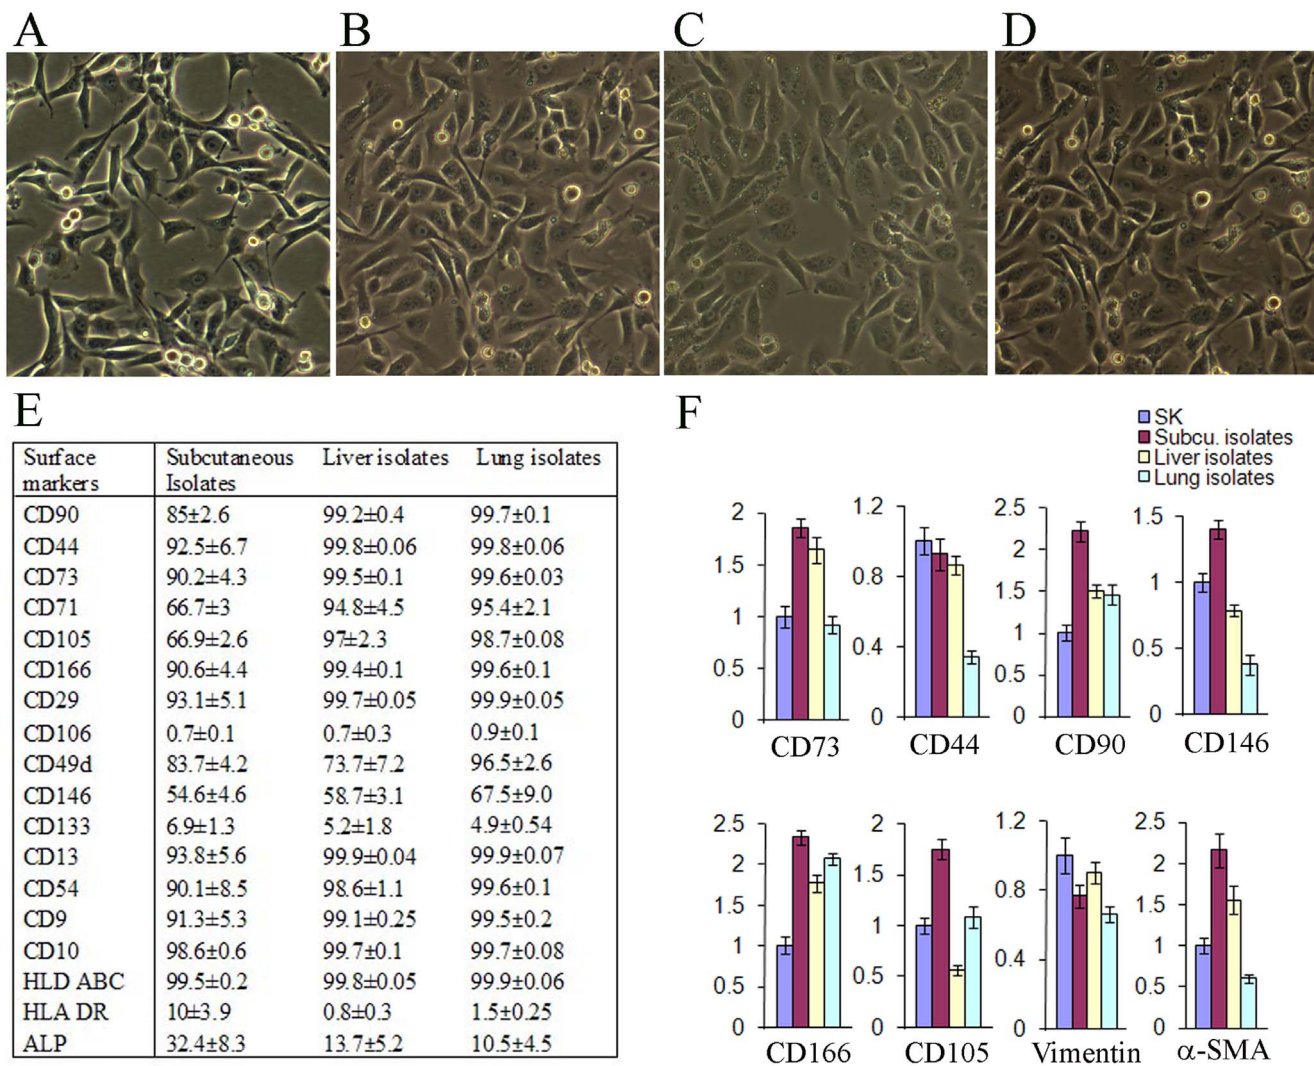 A B C D
E
Surface Subcutaneous Liver isolates Lung isolates
markers Isolates
CD90 85±2.6 99.2±0.4 99.7±0.1
CD44 92.5±6.7 99.8±0.06 99.8±0.06
CD73 90.2±4.3 99.5±0.1 99.6±0.03
CD71 66.7±3 94.8±4.5 95.4±2.1
CD105 66.9±2.6 97±2.3 98.7±0.08
CD166 90.6±4.4 99.4±0.1 99.6±0.1
CD29 93.1±5.1 99.7±0.05 99.9±0.05
CD106 0.7±0.1 0.7±0.3 0.9±0.1
CD49d 83.7±4.2 73.7±7.2 96.5±2.6
CD146 54.6±4.6 58.7±3.1 67.5±9.0
CD133 6.9±1.3 5.2±1.8 4.9±0.54
CD13 93.8±5.6 99.9±0.04 99.9±0.07
CD54 90.1±8.5 98.6±1.1 99.6±0.1
CD9 91.3±5.3 99.1±0.25 99.5±0.2
CD10 98.6±0.6 99.7±0.1 99.7±0.08
HLD ABC 99.5±0.2 99.8±0.05 99.9±0.06
HLA DR 10±3.9 0.8±0.3 1.5±0.25
ALP 32.4±8.3 13.7±5.2 10.5±4.5
F
SK
Subcu. isolates
Liver isolates
Lung isolates
2
1.5
1
0.5
0
CD73
1.2
0.8
0.4
0
CD44
2.5
2
1.5
1
0.5
0
CD90
1.5
1
0.5
0
CD146
2.5
2
1.5
1
0.5
0
CD166
2
1.5
1
0.5
0
CD105
1.2
0.8
0.4
0
Vimentin
2.5
2
1.5
1
0.5
0
α-SMA